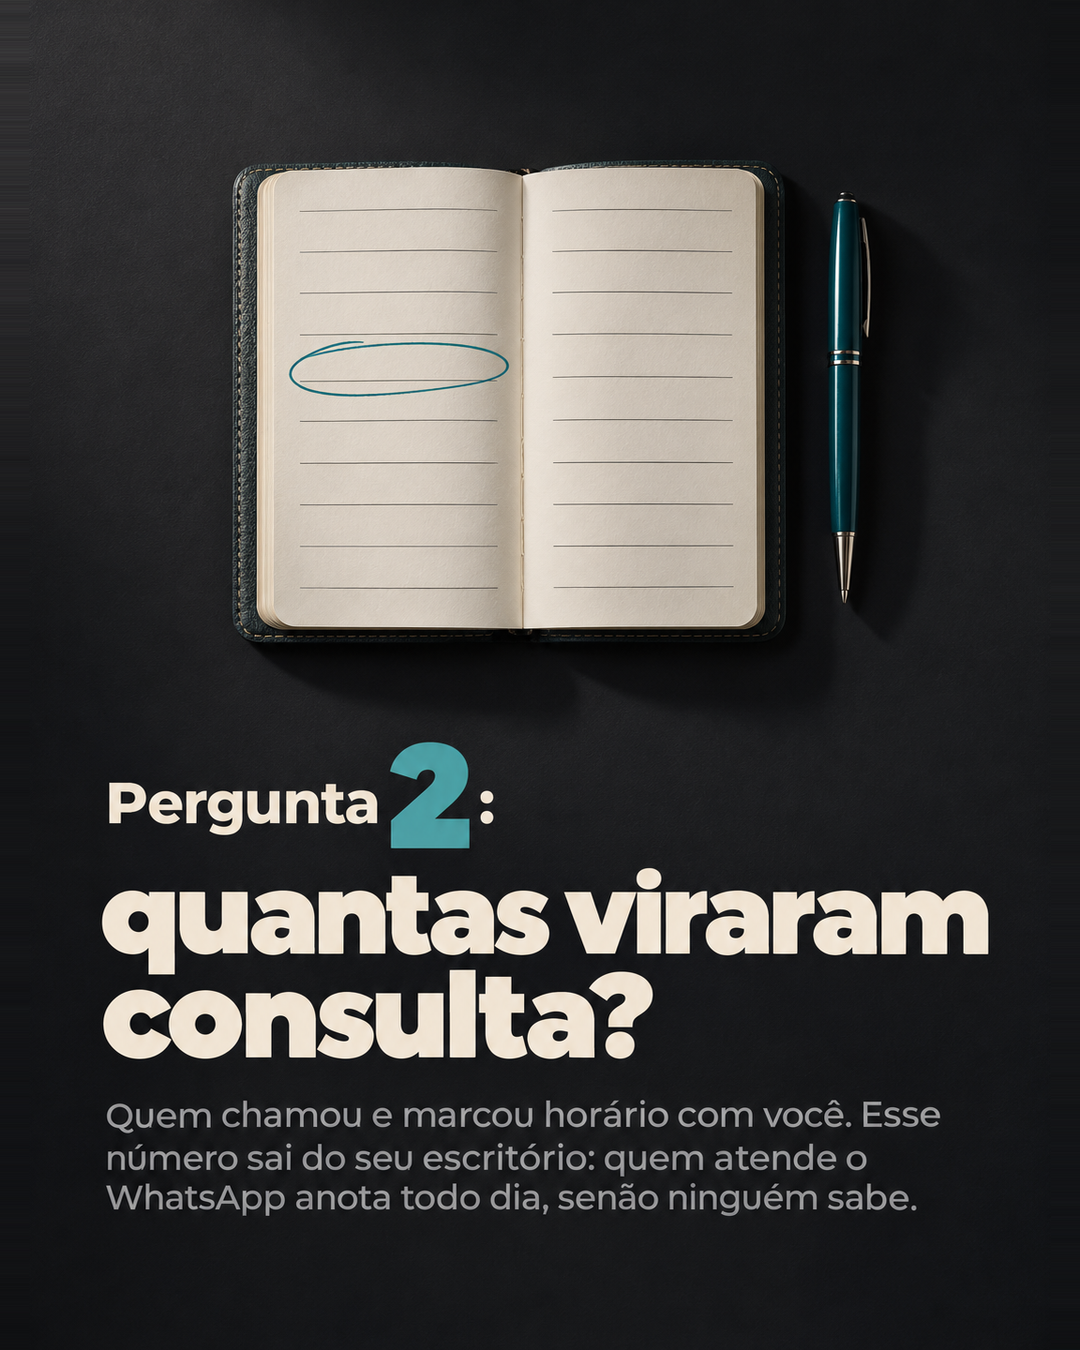 Pergunta 2:
quantas viraram
consulta?
Quem chamou e marcou horário com você. Esse
número sai do seu escritório: quem atende o
WhatsApp anota todo dia, senão ninguém sabe.